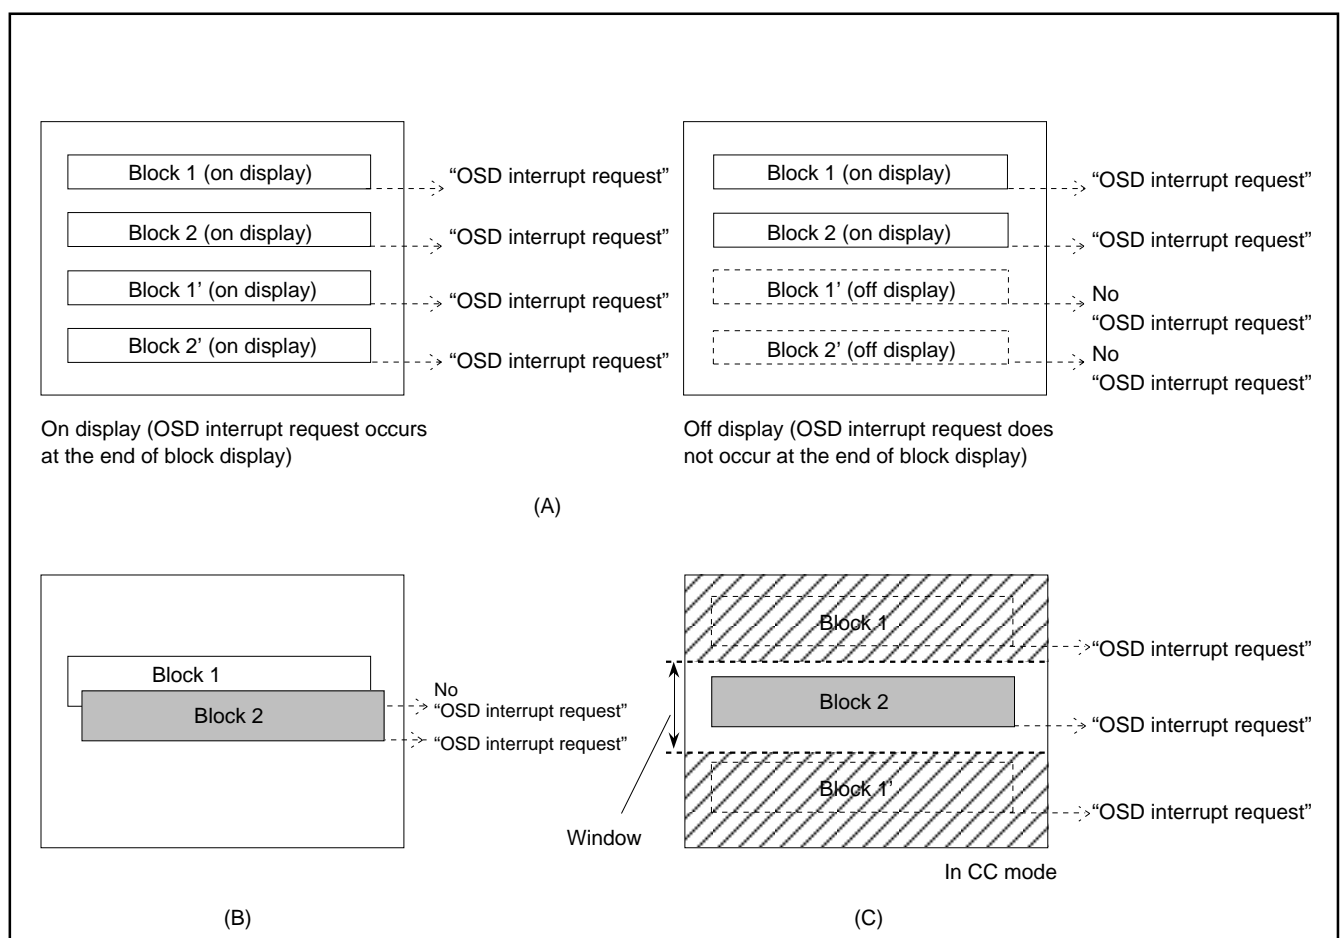 Block 1 (on display)
“OSD interrupt request”
Block 2 (on display)
“OSD interrupt request”
Block 1’ (on display)
“OSD interrupt request”
Block 2’ (on display)
“OSD interrupt request”
On display (OSD interrupt request occurs
at the end of block display)
Block 1 (on display)
“OSD interrupt request”
Block 2 (on display)
“OSD interrupt request”
Block 1’ (off display)
No
“OSD interrupt request”
Block 2’ (off display)
No
“OSD interrupt request”
Off display (OSD interrupt request does
not occur at the end of block display)
(A)
Block 1
Block 2
No
“OSD interrupt request”
“OSD interrupt request”
(B)
Block 1
“OSD interrupt request”
Block 2
“OSD interrupt request”
Block 1’
“OSD interrupt request”
Window
In CC mode
(C)